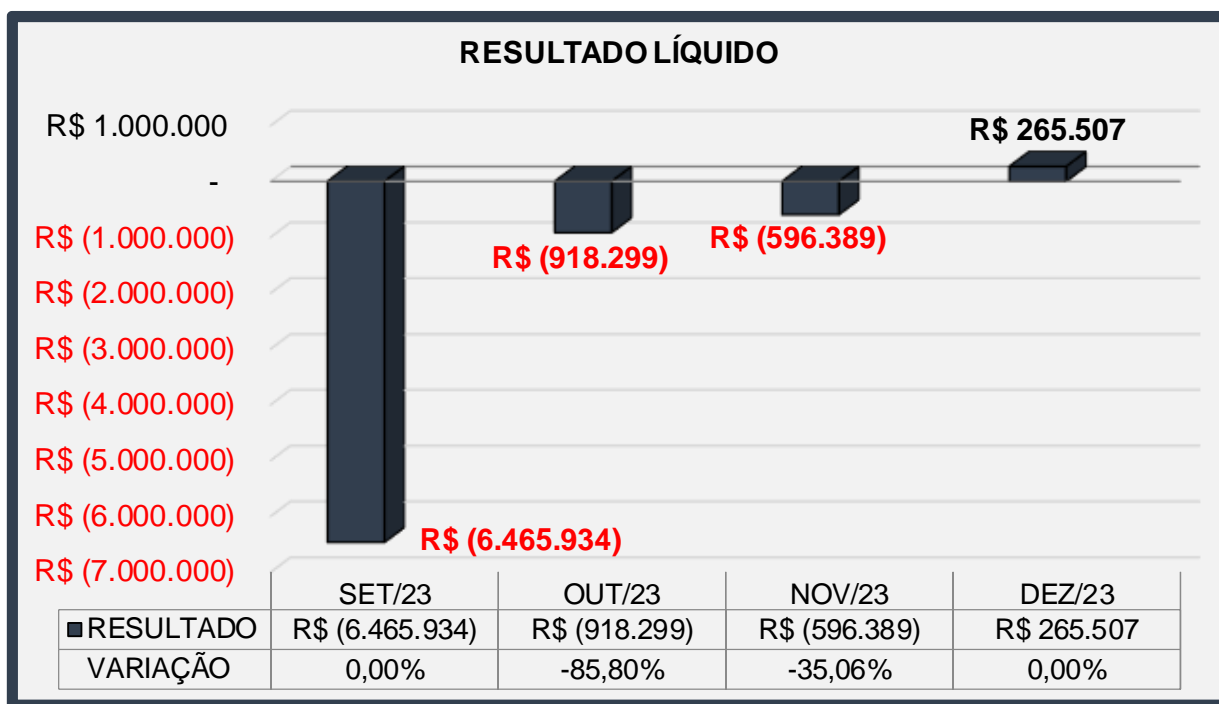 RESULTADO LÍQUIDO
R$ 1.000.000
-
R$ (1.000.000)
R$ (2.000.000)
R$ (3.000.000)
R$ (4.000.000)
R$ (5.000.000)
R$ (6.000.000)
R$ (7.000.000)
R$ (6.465.934)
R$ (918.299)
R$ (596.389)
R$ 265.507
SET/23 OUT/23 NOV/23 DEZ/23
RESULTADO R$ (6.465.934) R$ (918.299) R$ (596.389) R$ 265.507
VARIAÇÃO 0,00% -85,80% -35,06% 0,00%